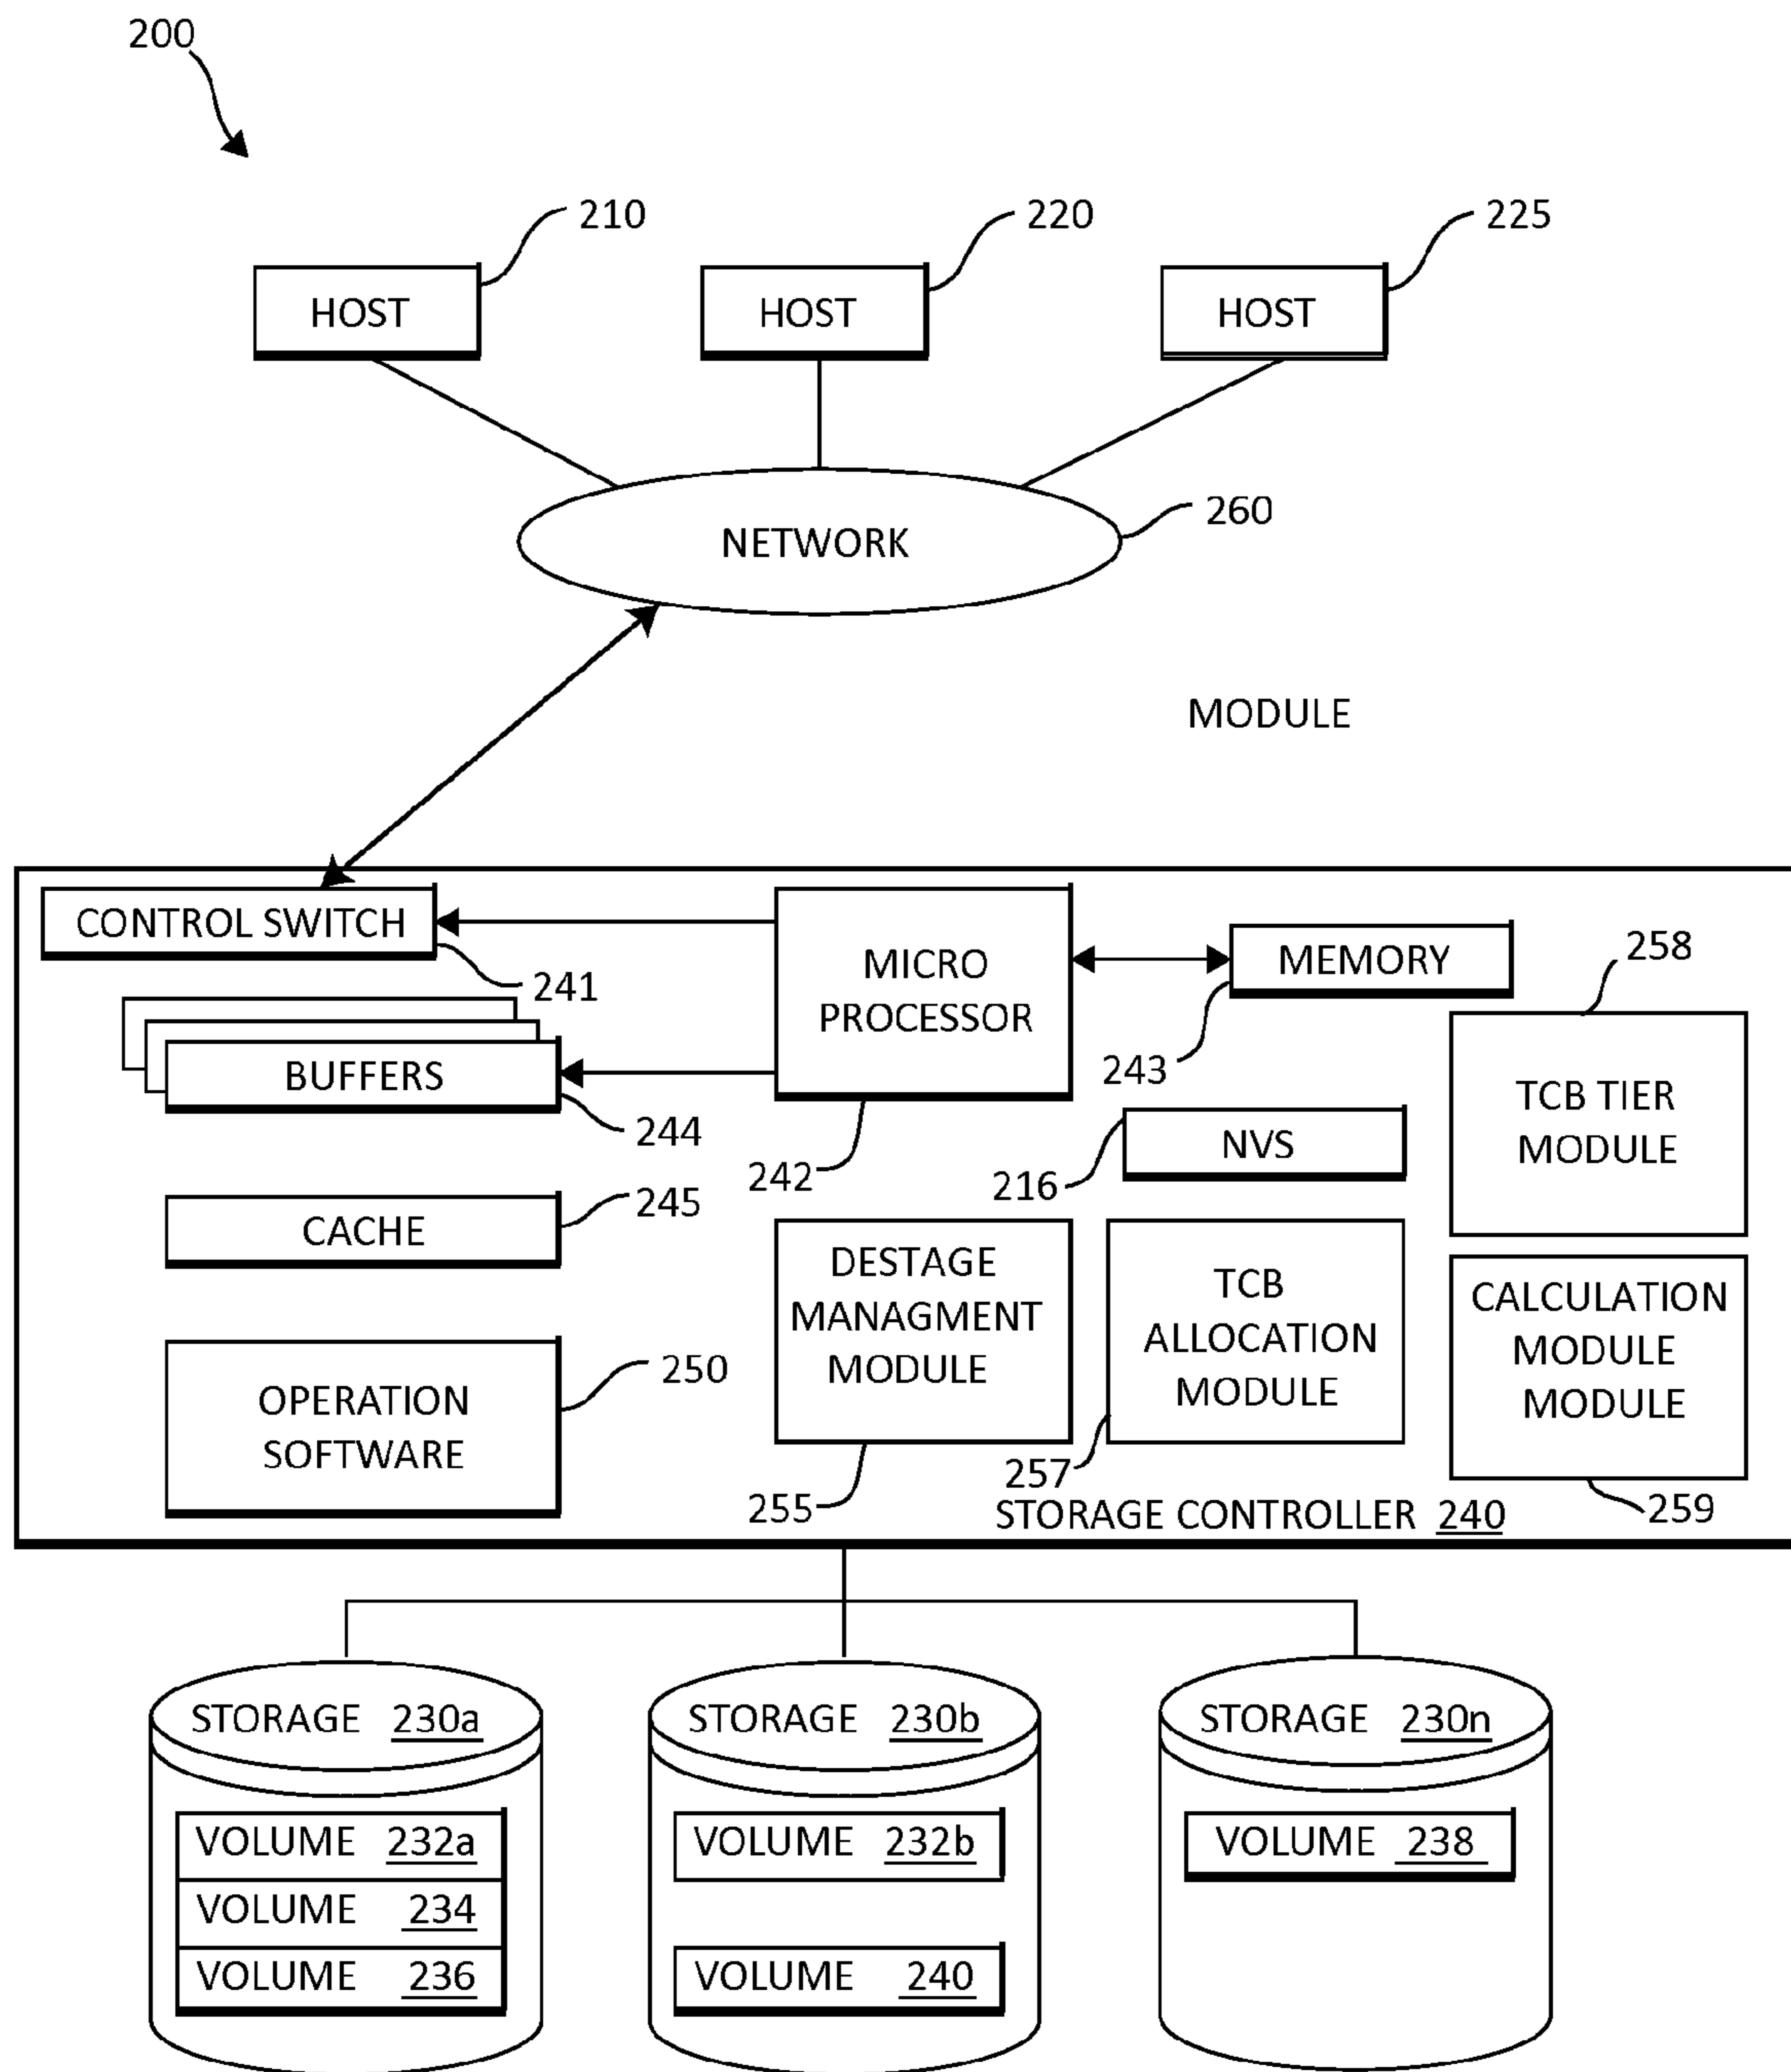 200
210
220
225
HOST
HOST
HOST
260
NETWORK
MODULE
CONTROL SWITCH
241
MICRO
PROCESSOR
242
MEMORY
243
258
TCB TIER
MODULE
BUFFERS
244
NVS
216
CACHE
245
DESTAGE
MANAGMENT
MODULE
255
TCB
ALLOCATION
MODULE
257
CALCULATION
MODULE
MODULE
259
OPERATION
SOFTWARE
250
STORAGE CONTROLLER 240
STORAGE 230a
VOLUME 232a
VOLUME 234
VOLUME 236
STORAGE 230b
VOLUME 232b
VOLUME 240
STORAGE 230n
VOLUME 238